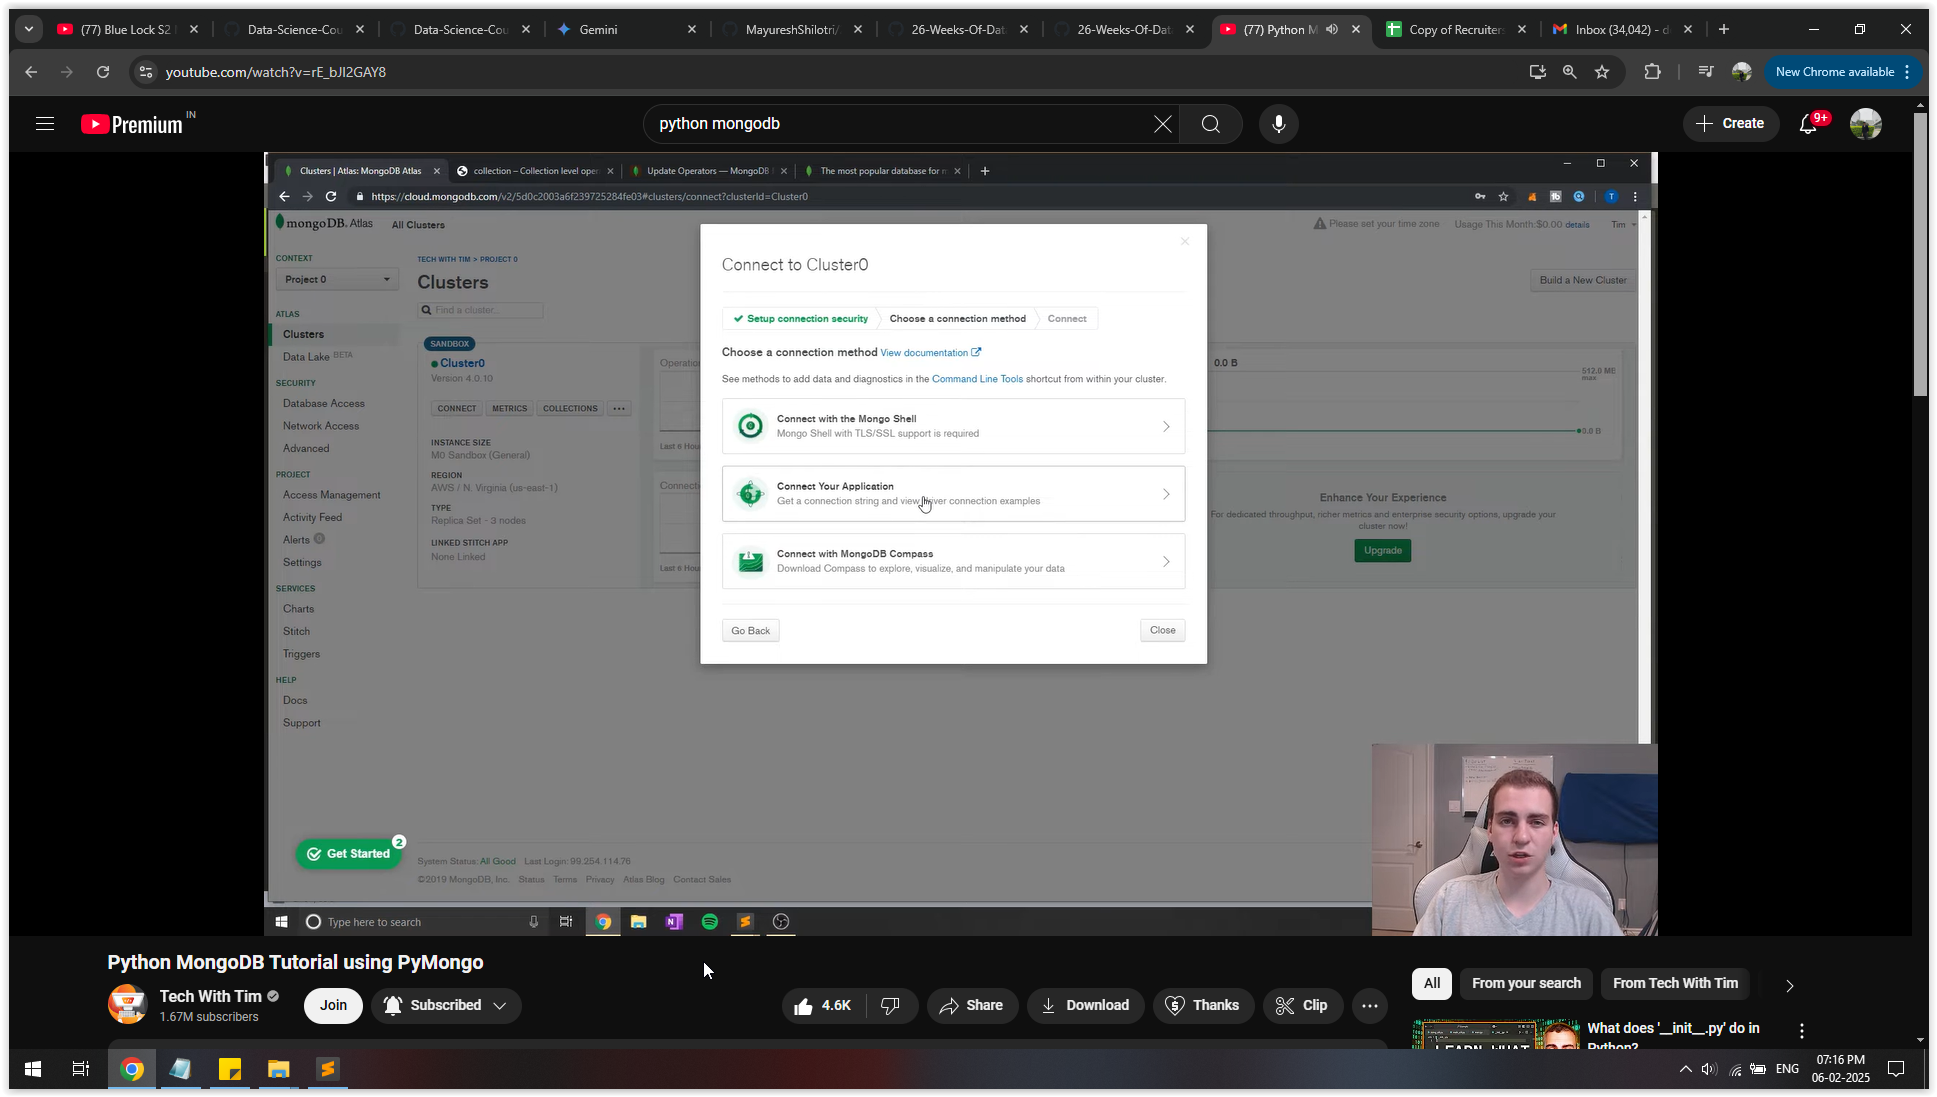 (77) Blue Lock S2
Data-Science-Cou
Data-Science-Cou
Gemini
MayureshShilotri/
26-Weeks-Of-Dat
26-Weeks-Of-Dat
(77) Python M
Copy of Recruiter
Inbox (34,042) - d
youtube.com/watch?v=rE_bJl2GAY8
New Chrome available
Premium IN
python mongodb
Create
9+
Clusters | Atlas: MongoDB Atlas
collection – Collection level oper
Update Operators — MongoDB
The most popular database for m
https://cloud.mongodb.com/v2/5d0c2003a6f239725284fe03#clusters/connect?clusterId=Cluster0
T
mongoDB. Atlas
All Clusters
Please set your time zone
Usage This Month:$0.00 details
Tim
CONTEXT
Project 0
TECH WITH TIM > PROJECT 0
Clusters
Find a cluster...
Build a New Cluster
ATLAS
Clusters
Data Lake BETA
SECURITY
Database Access
Network Access
Advanced
PROJECT
Access Management
Activity Feed
Alerts 0
Settings
SERVICES
Charts
Stitch
Triggers
HELP
Docs
Support
SANDBOX
Cluster0
Version 4.0.10
CONNECT
METRICS
COLLECTIONS
INSTANCE SIZE
M0 Sandbox (General)
REGION
AWS / N. Virginia (us-east-1)
TYPE
Replica Set - 3 nodes
LINKED STITCH APP
None Linked
Operatio
Last 6 Hour
Connecti
Last 6 Hour
Connect to Cluster0
Setup connection security
Choose a connection method
Connect
Choose a connection method View documentation
See methods to add data and diagnostics in the Command Line Tools shortcut from within your cluster.
Connect with the Mongo Shell
Mongo Shell with TLS/SSL support is required
Connect Your Application
Get a connection string and view driver connection examples
Connect with MongoDB Compass
Download Compass to explore, visualize, and manipulate your data
Go Back
Close
0.0 B
512.0 MB
max
0.0 B
Enhance Your Experience
For dedicated throughput, richer metrics and enterprise security options, upgrade your
cluster now!
Upgrade
Get Started
2
System Status: All Good Last Login: 99.254.114.76
©2019 MongoDB, Inc. Status Terms Privacy Atlas Blog Contact Sales
Type here to search
Python MongoDB Tutorial using PyMongo
Tech With Tim
1.67M subscribers
Join
Subscribed
4.6K
Share
Download
Thanks
Clip
All
From your search
From Tech With Tim
What does '__init__.py' do in
Python?
LEARN WHAT
ENG
07:16 PM
06-02-2025